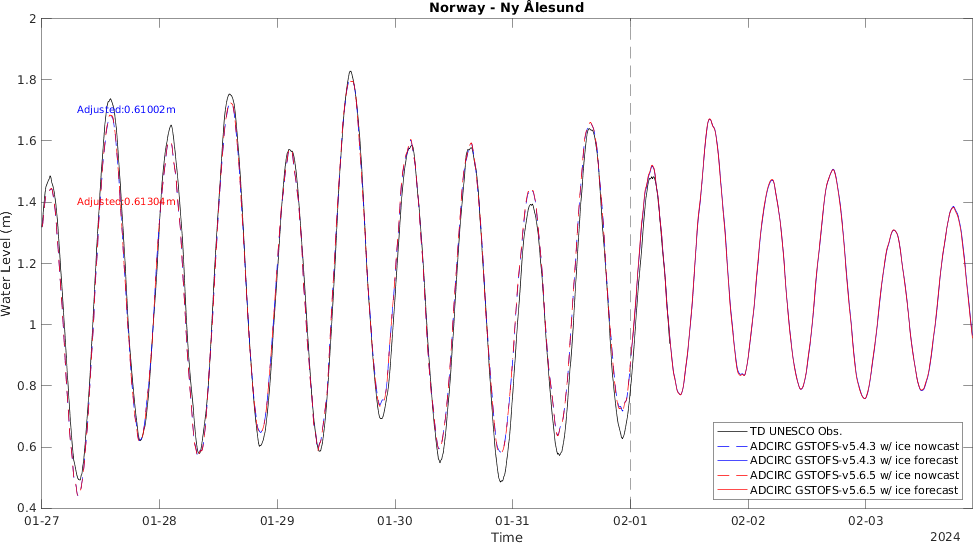 Norway - Ny Ålesund
2
1.8
1.6
1.4
1.2
1
0.8
0.6
0.4
Water Level (m)
Adjusted:0.61002m
Adjusted:0.61304m
TD UNESCO Obs.
ADCIRC GSTOFS-v5.4.3 w/ ice nowcast
ADCIRC GSTOFS-v5.4.3 w/ ice forecast
ADCIRC GSTOFS-v5.6.5 w/ ice nowcast
ADCIRC GSTOFS-v5.6.5 w/ ice forecast
01-27 01-28 01-29 01-30 01-31 02-01 02-02 02-03
Time
2024